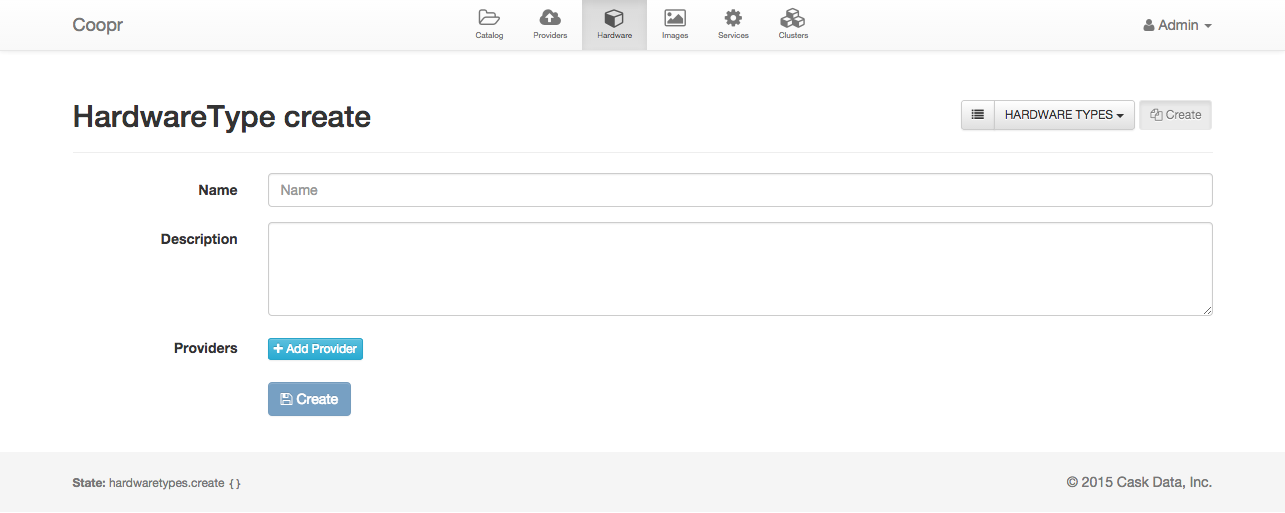 Coopr
Catalog
Providers
Hardware
Images
Services
Clusters
Admin
HardwareType create
HARDWARE TYPES
Create
Name
Name
Description
Providers
+ Add Provider
Create
State: hardwaretypes.create {}
© 2015 Cask Data, Inc.